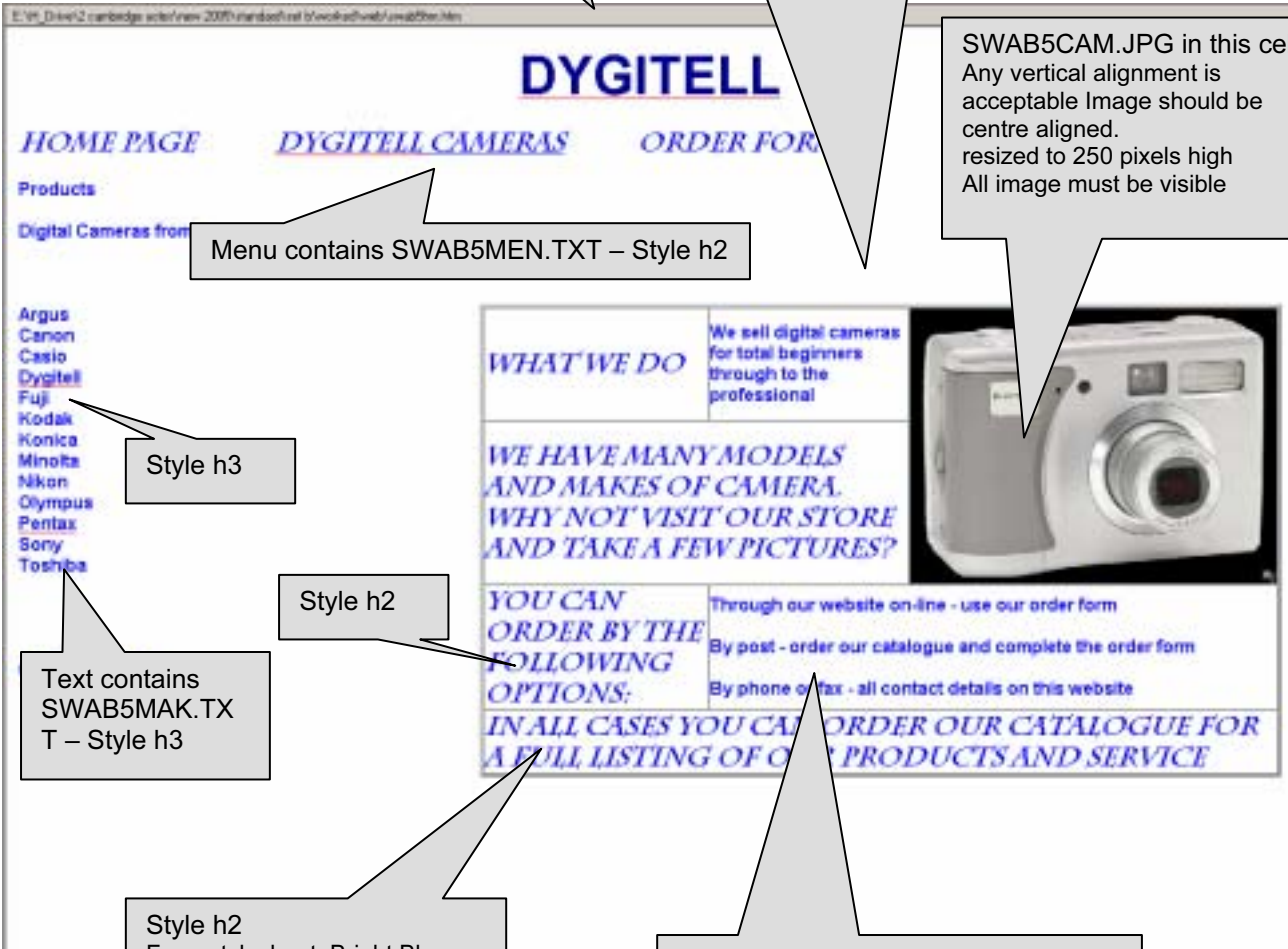 DYGITELL
SWAB5CAM.JPG in this ce
Any vertical alignment is
acceptable Image should be
centre aligned.
resized to 250 pixels high
All image must be visible
HOME PAGE DYGITELL CAMERAS ORDER FOR
Products
Digital Cameras from
Menu contains SWAB5MEN.TXT – Style h2
Argus
Canon
Casio
Dygitell
Fuji
Kodak
Konica
Minolta
Nikon
Olympus
Pentax
Sony
Toshiba
Style h3
WHAT WE DO
We sell digital cameras
for total beginners
through to the
professional
WE HAVE MANY MODELS
AND MAKES OF CAMERA.
WHY NOT VISIT OUR STORE
AND TAKE A FEW PICTURES?
Style h2
YOU CAN
ORDER BY THE
FOLLOWING
OPTIONS:
Through our website on-line - use our order form
By post - order our catalogue and complete the order form
By phone or fax - all contact details on this website
Text contains
SWAB5MAK.TX
T – Style h3
IN ALL CASES YOU CAN ORDER OUR CATALOGUE FOR
A FULL LISTING OF OUR PRODUCTS AND SERVICE
Style h2